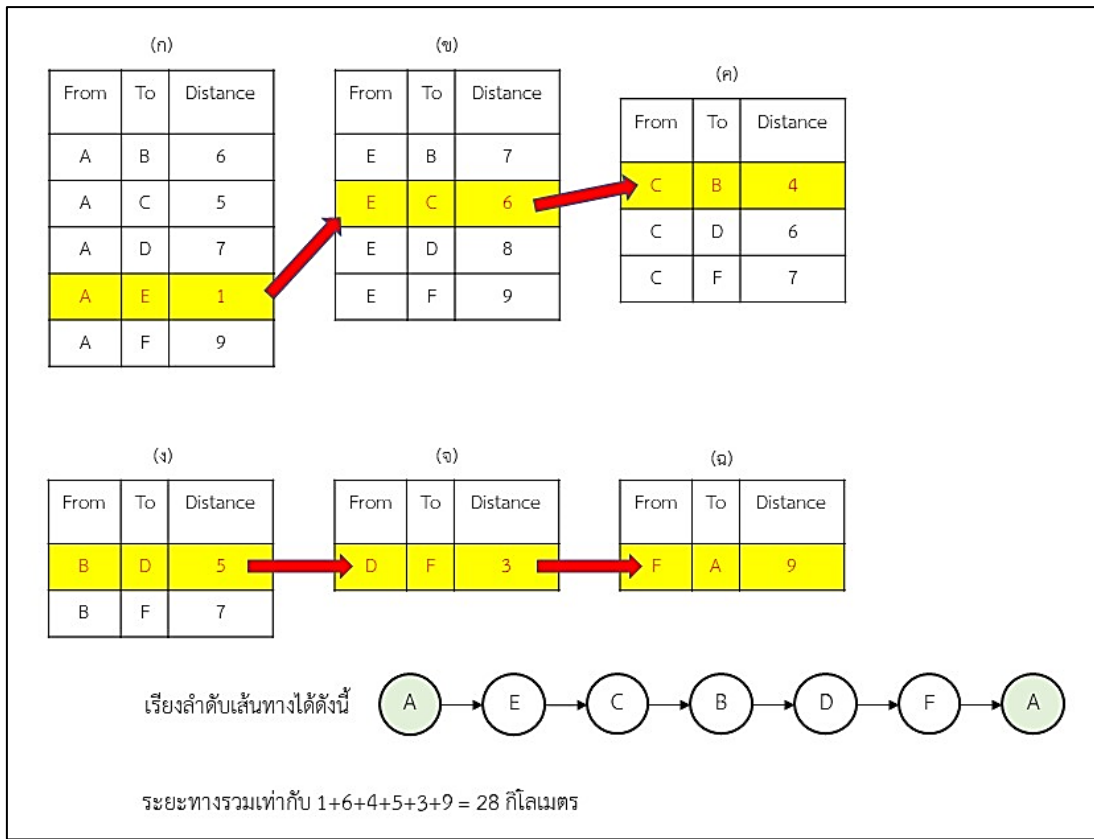 (ก)
From To Distance
A B 6
A C 5
A D 7
A E 1
A F 9
(ข)
From To Distance
E B 7
E C 6
E D 8
E F 9
(ค)
From To Distance
C B 4
C D 6
C F 7
(ง)
From To Distance
B D 5
B F 7
(จ)
From To Distance
D F 3
(ฉ)
From To Distance
F A 9
เรียงลำดับเส้นทางได้ดังนี้ A E C B D F A
ระยะทางรวมเท่ากับ 1+6+4+5+3+9 = 28 กิโลเมตร